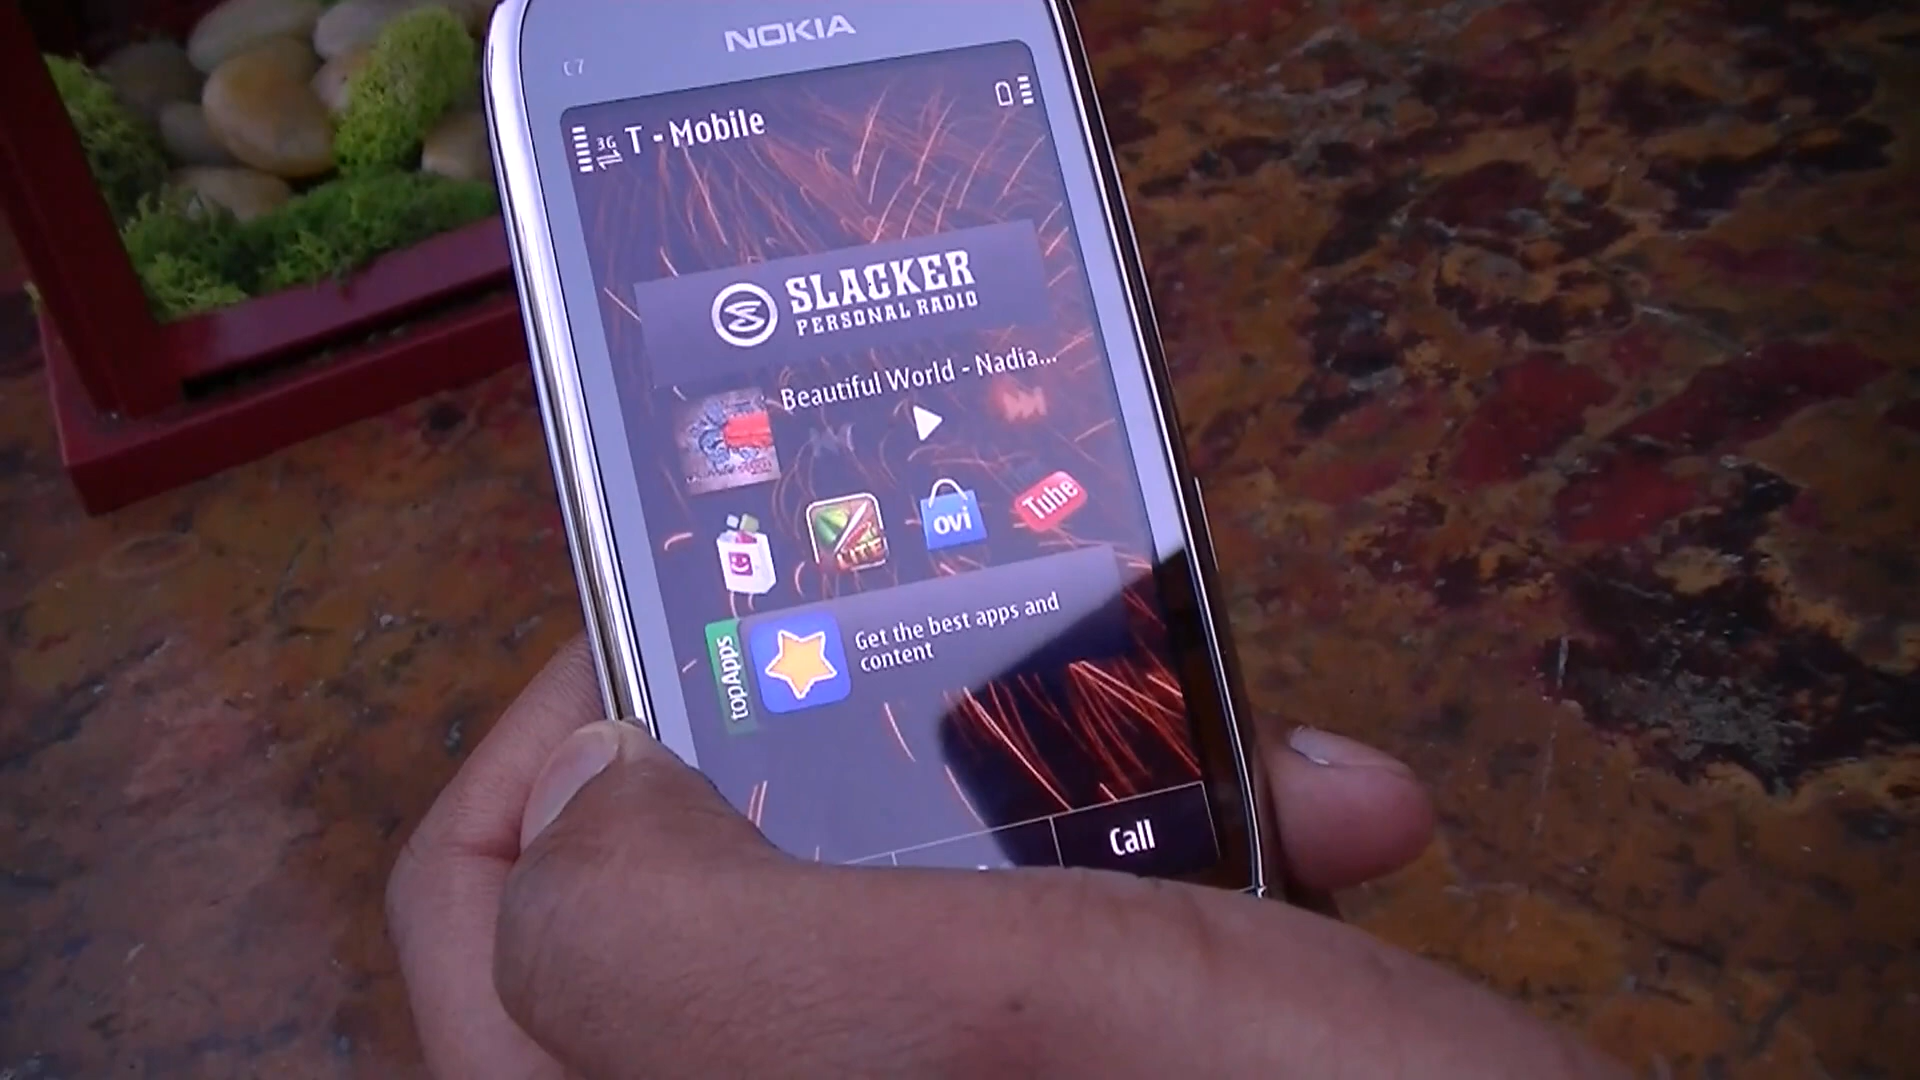 NOKIA
C7
3G T - Mobile
SLACKER
PERSONAL RADIO
Beautiful World - Nadia...
LITE
ovi
Tube
topApps
Get the best apps and
content
Call